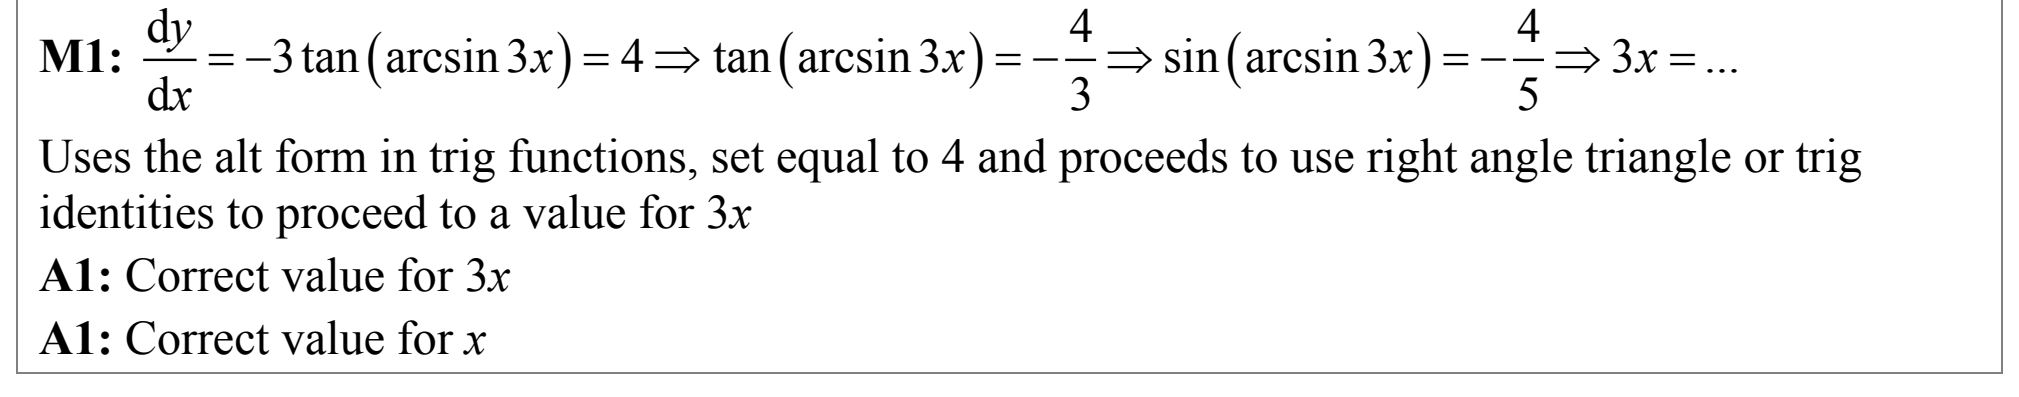 M1: dy/dx = −3 tan(arcsin 3x) = 4 ⇒ tan(arcsin 3x) = −4/3 ⇒ sin(arcsin 3x) = −4/5 ⇒ 3x = ...
Uses the alt form in trig functions, set equal to 4 and proceeds to use right angle triangle or trig
identities to proceed to a value for 3x
A1: Correct value for 3x
A1: Correct value for x